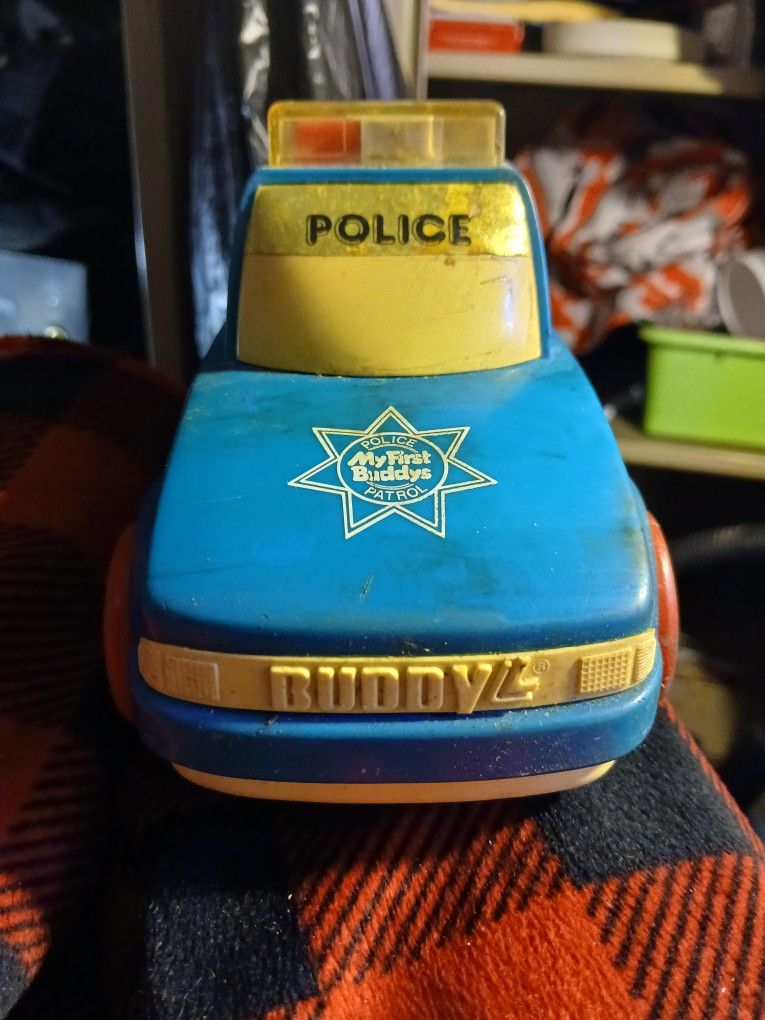 POLICE
POLICE
My First
Buddys
PATROL
BUDDY L®